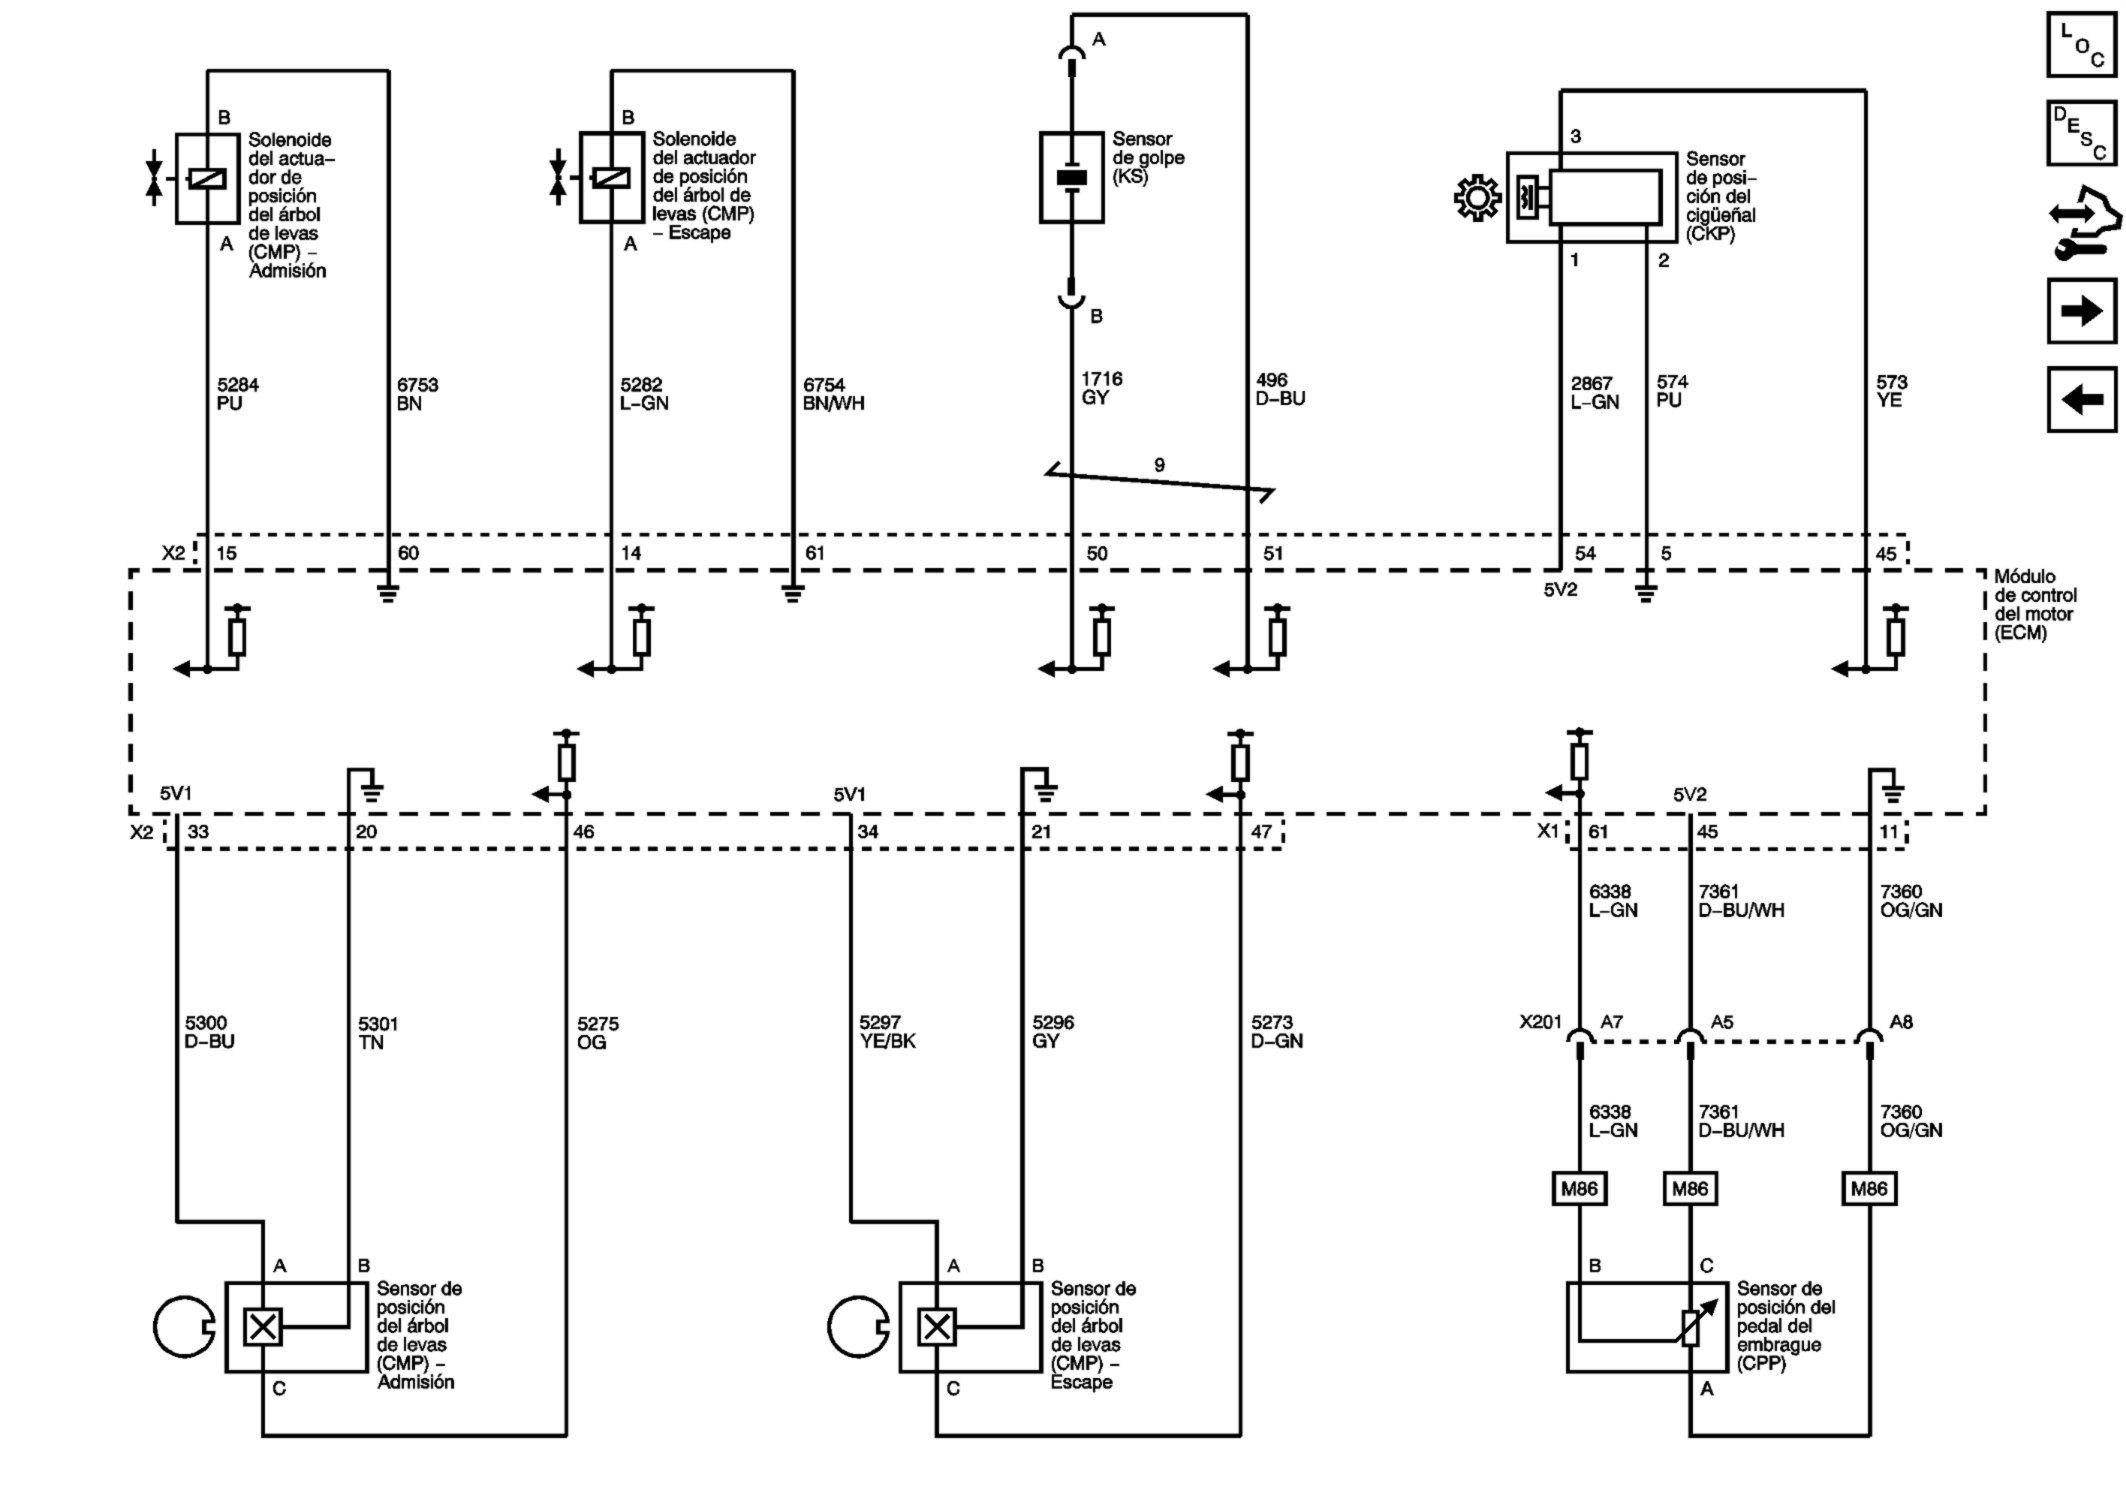 L
O
C
D
E
S
C
B
Solenoide
del actua–
dor de
posición
del árbol
de levas
(CMP) –
Admisión
A
5284
PU
6753
BN
B
Solenoide
del actuador
de posición
del árbol de
levas (CMP)
– Escape
A
5282
L–GN
6754
BN/WH
A
Sensor
de golpe
(KS)
B
1716
GY
496
D–BU
9
3
Sensor
de posi–
ción del
cigüeñal
(CKP)
1
2
2867
L–GN
574
PU
573
YE
X2
15
60
14
61
50
51
54
5
45
5V2
Módulo
de control
del motor
(ECM)
5V1
5V1
5V2
X2
33
20
46
34
21
47
X1
61
45
11
6338
L–GN
7361
D–BU/WH
7360
OG/GN
5300
D–BU
5301
TN
5275
OG
5297
YE/BK
5296
GY
5273
D–GN
X201
A7
A5
A8
6338
L–GN
7361
D–BU/WH
7360
OG/GN
M86
M86
M86
A
B
Sensor de
posición
del árbol
de levas
(CMP) –
Admisión
C
A
B
Sensor de
posición
del árbol
de levas
(CMP) –
Escape
C
B
C
Sensor de
posición del
pedal del
embrague
(CPP)
A